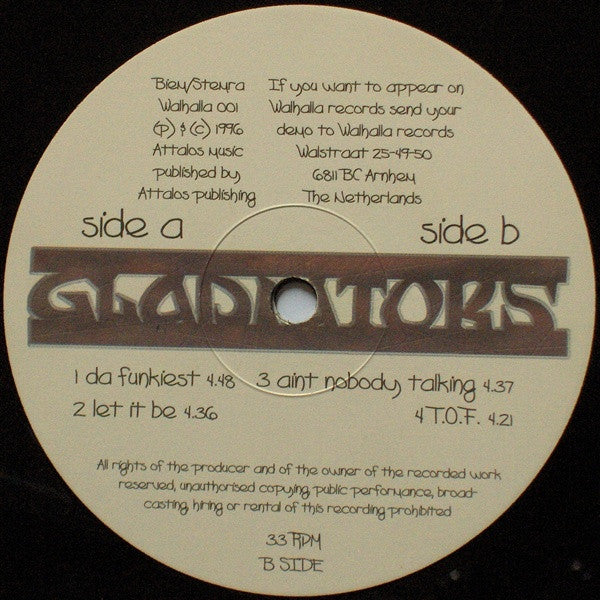 Biem/Stemra
Walhalla 001
(p) & (c) 1996
Attalos Music
published by
Attalos Publishing
If you want to appear on
Walhalla records send your
demo to Walhalla records
Walstraat 25-49-50
6811 BC Arnhem
The Netherlands
side a
side b
GLADIATORS
1 da funkiest 4.48
2 let it be 4.36
3 aint nobody talking 4.37
4 T.O.F. 4.21
All rights of the producer and of the owner of the recorded work
reserved, unauthorised copying public performance, broad-
casting, hiring or rental of this recording prohibited
33 RPM
B SIDE